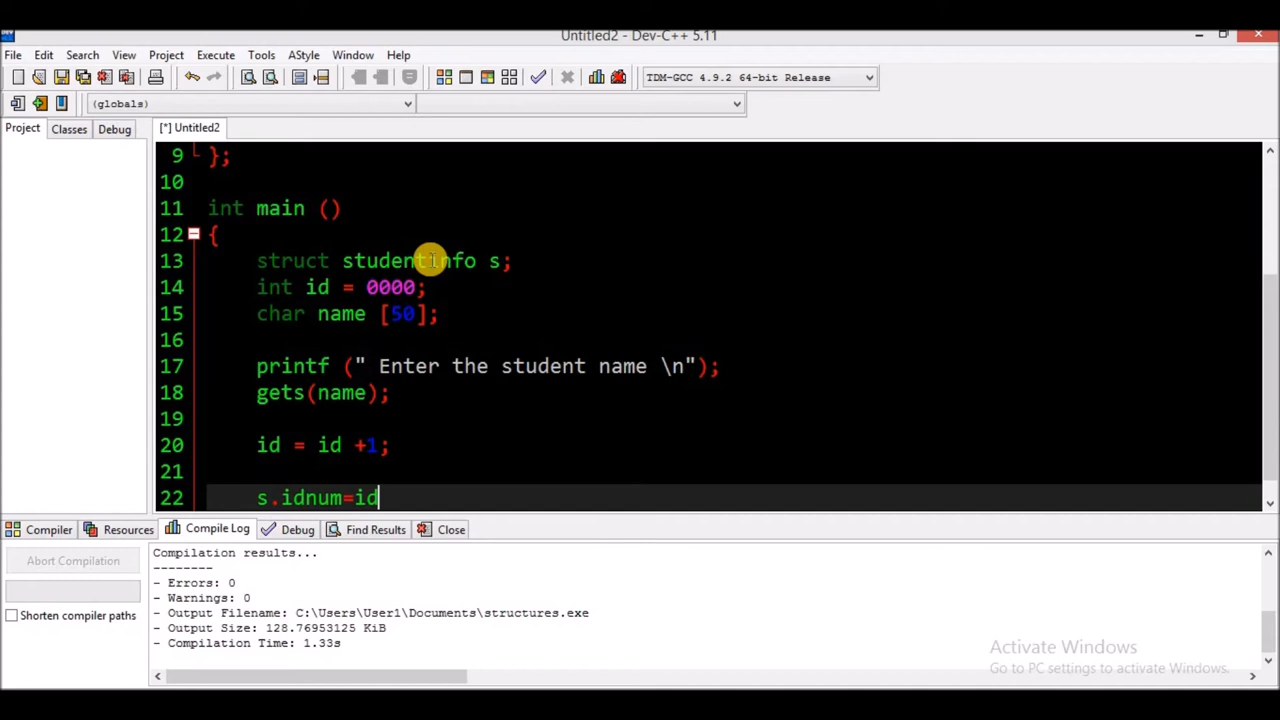 Untitled2 - Dev-C++ 5.11
File Edit Search View Project Execute Tools AStyle Window Help
TDM-GCC 4.9.2 64-bit Release
(globals)
Project Classes Debug [*] Untitled2
9 };
10
11 int main ()
12 {
13 struct studentinfo s;
14 int id = 0000;
15 char name [50];
16
17 printf (" Enter the student name \n");
18 gets(name);
19
20 id = id +1;
21
22 s.idnum=id
Compiler Resources Compile Log Debug Find Results Close
Abort Compilation
Shorten compiler paths
Compilation results...
--------
- Errors: 0
- Warnings: 0
- Output Filename: C:\Users\User1\Documents\structures.exe
- Output Size: 128.76953125 KiB
- Compilation Time: 1.33s
Activate Windows
Go to PC settings to activate Windows.